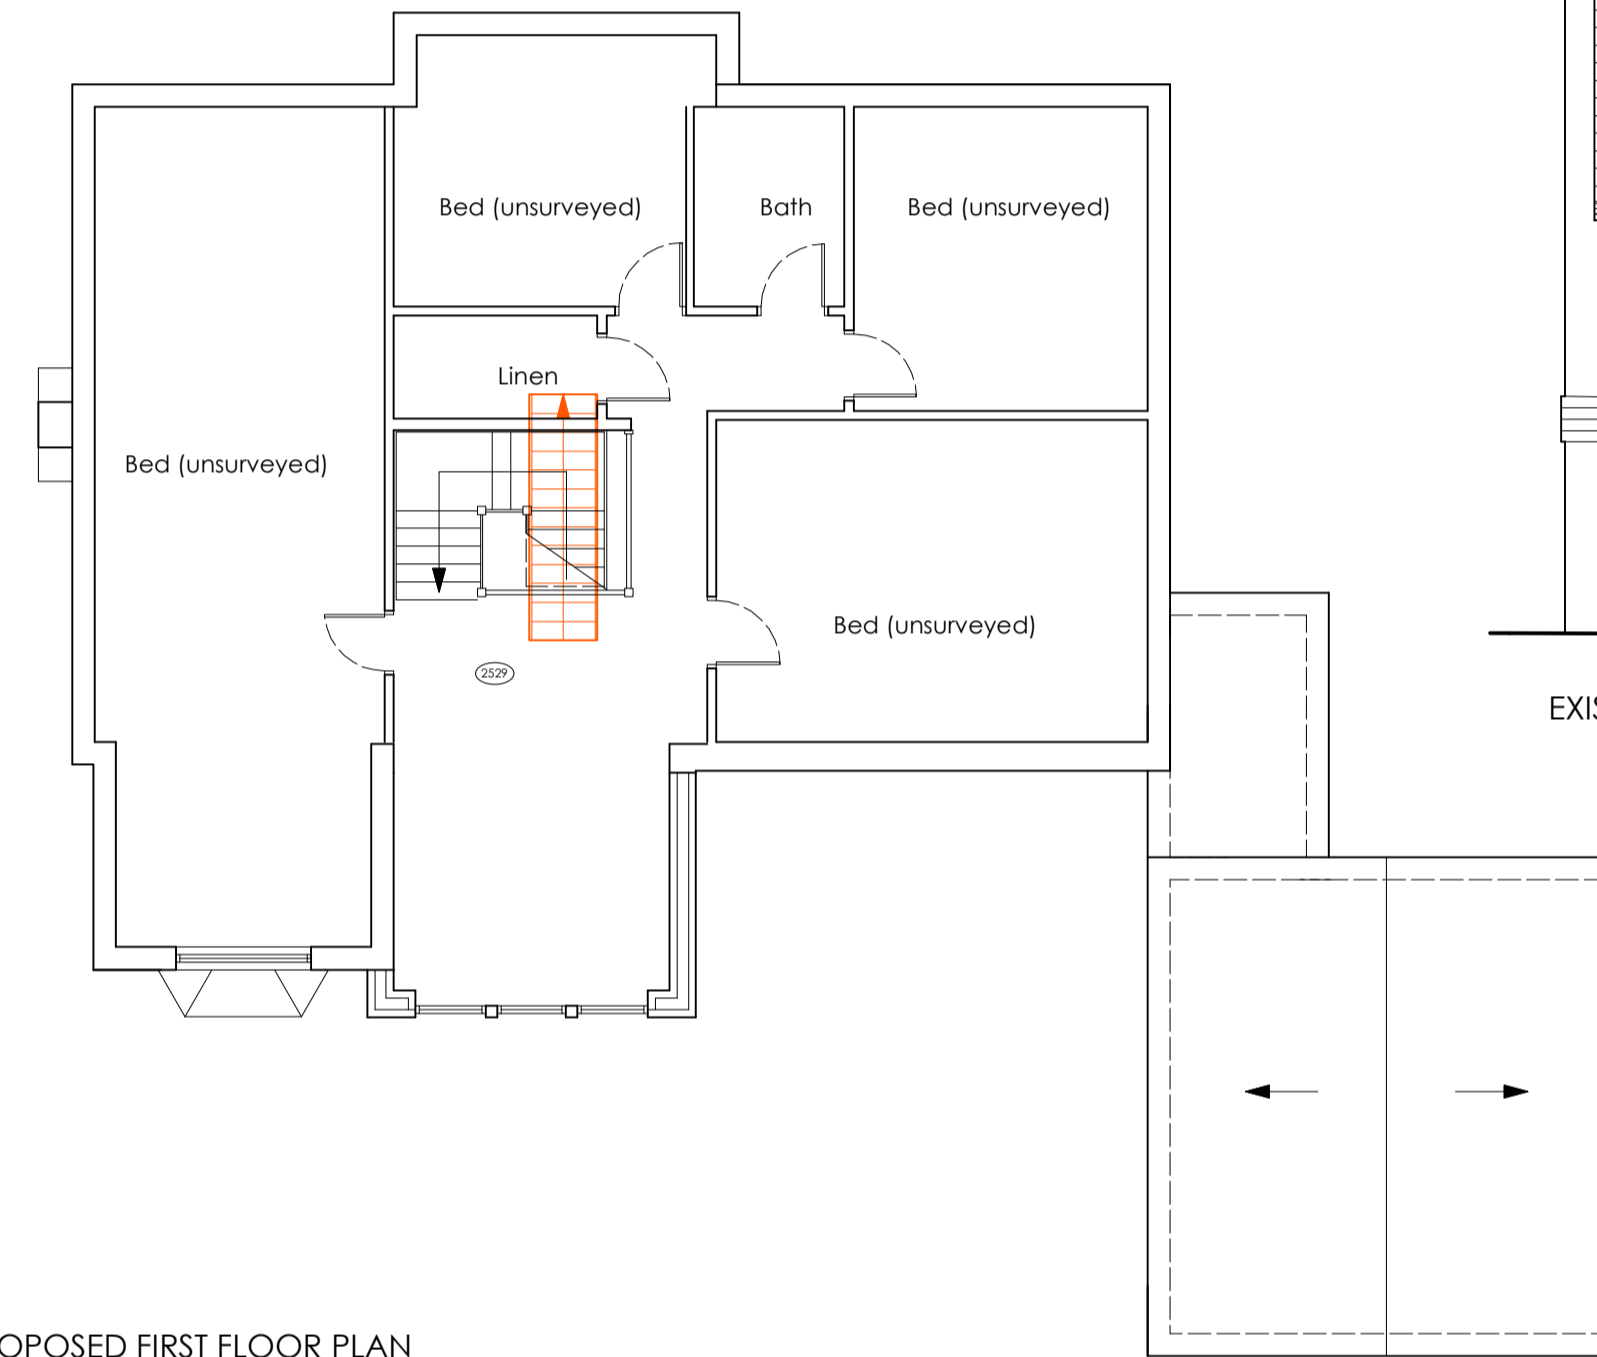 Bed (unsurveyed)
Bath
Bed (unsurveyed)
Linen
Bed (unsurveyed)
Bed (unsurveyed)
2529
EXIS
OPOSED FIRST FLOOR PLAN